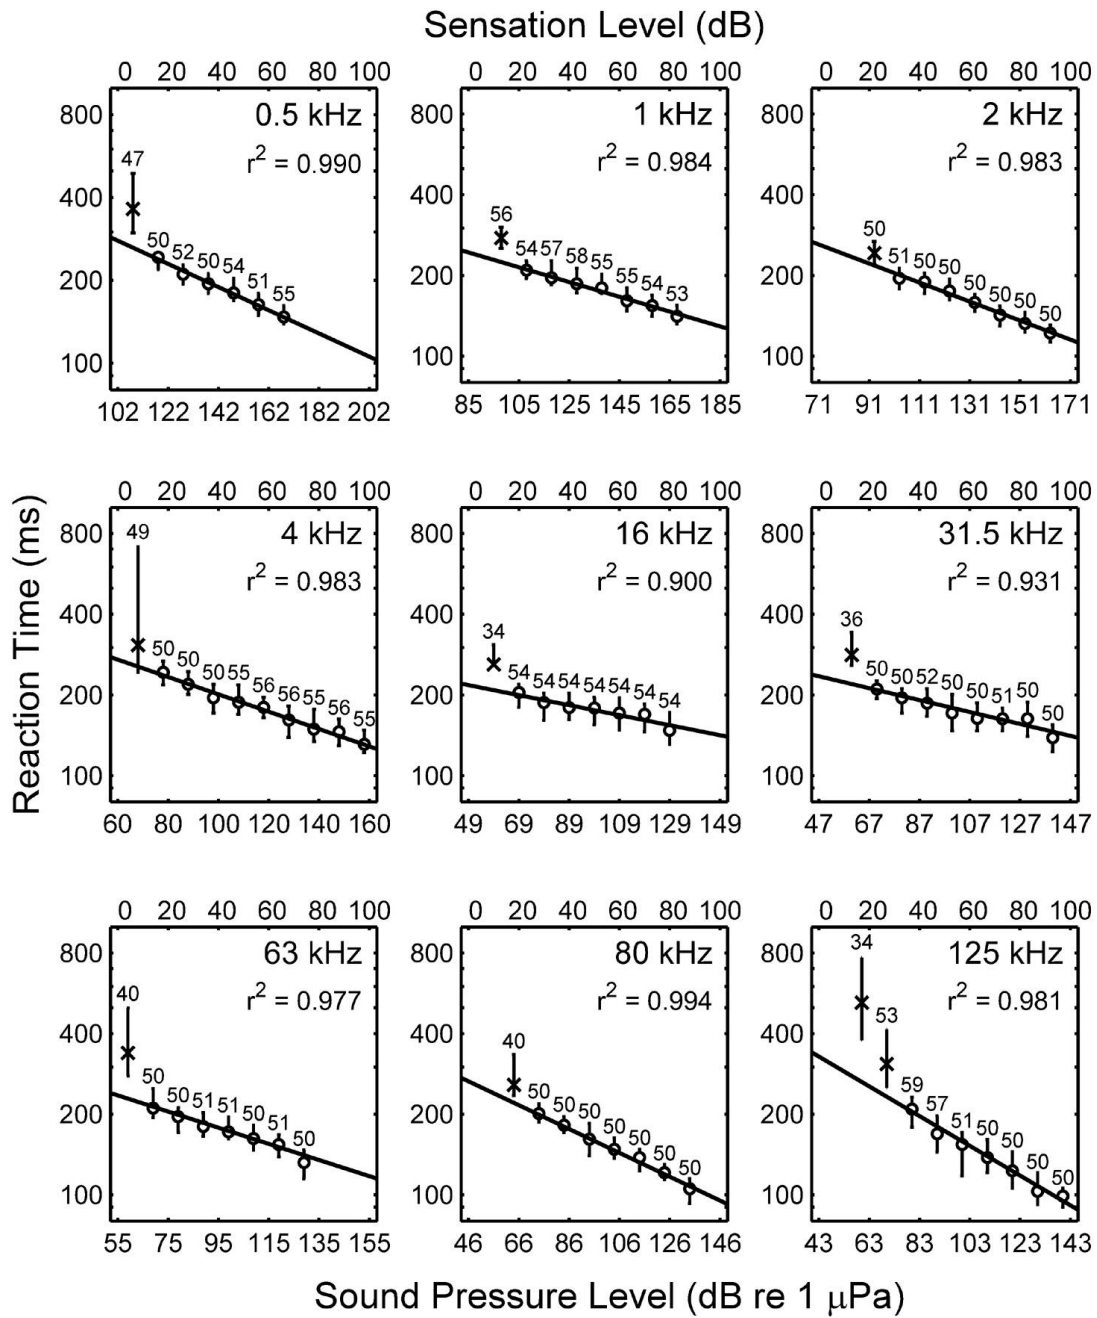 Sensation Level (dB)
0 20 40 60 80 100
0 20 40 60 80 100
0 20 40 60 80 100
800
400
200
100
0.5 kHz
r² = 0.990
47
50 52 50 54 51 55
102 122 142 162 182 202
800
400
200
100
1 kHz
r² = 0.984
56
54 57 58 55 55 54 53
85 105 125 145 165 185
800
400
200
100
2 kHz
r² = 0.983
50
51 50 50 50 50 50 50
71 91 111 131 151 171
Reaction Time (ms)
0 20 40 60 80 100
0 20 40 60 80 100
0 20 40 60 80 100
800
400
200
100
4 kHz
r² = 0.983
49
50 50 50 55 56 56 55 56 55
60 80 100 120 140 160
800
400
200
100
16 kHz
r² = 0.900
34
54 54 54 54 54 54 54
49 69 89 109 129 149
800
400
200
100
31.5 kHz
r² = 0.931
36
50 50 52 50 50 51 50 50
47 67 87 107 127 147
0 20 40 60 80 100
0 20 40 60 80 100
0 20 40 60 80 100
800
400
200
100
63 kHz
r² = 0.977
40
50 50 51 51 50 51 50
55 75 95 115 135 155
800
400
200
100
80 kHz
r² = 0.994
40
50 50 50 50 50 50 50
46 66 86 106 126 146
800
400
200
100
125 kHz
r² = 0.981
34
53
59 57 51 50 50 50 50
43 63 83 103 123 143
Sound Pressure Level (dB re 1 μPa)